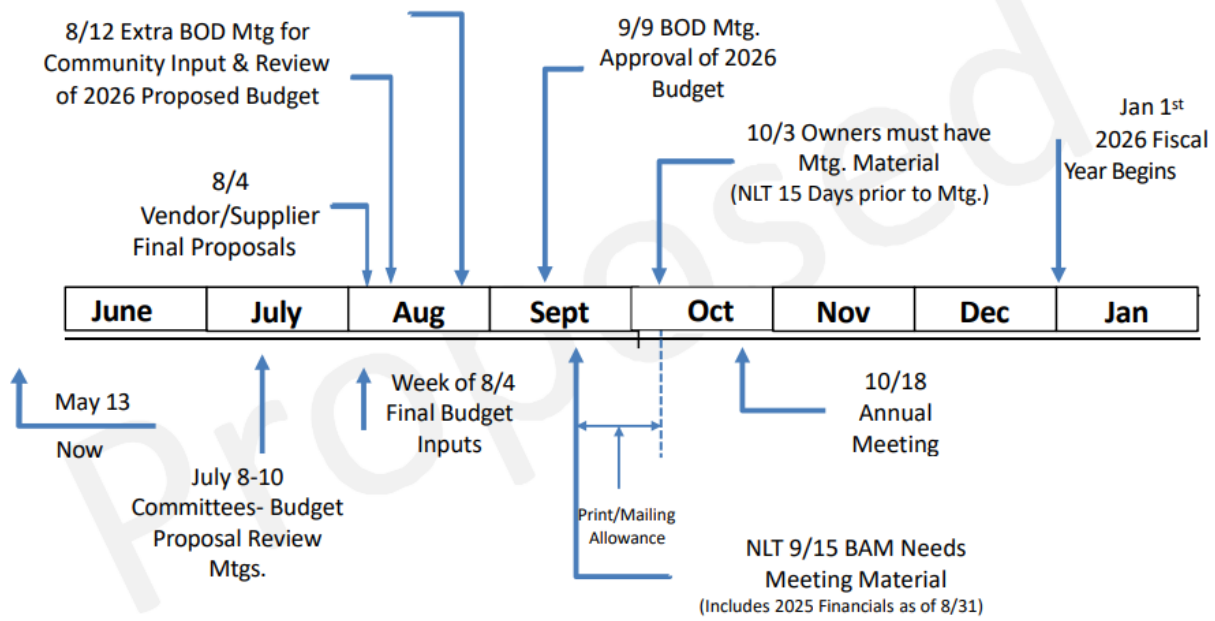 8/12 Extra BOD Mtg for
Community Input & Review
of 2026 Proposed Budget
9/9 BOD Mtg.
Approval of 2026
Budget
Jan 1st
2026 Fiscal
Year Begins
10/3 Owners must have
Mtg. Material
(NLT 15 Days prior to Mtg.)
8/4
Vendor/Supplier
Final Proposals
June July Aug Sept Oct Nov Dec Jan
May 13
Now
July 8-10
Committees- Budget
Proposal Review
Mtgs.
Week of 8/4
Final Budget
Inputs
Print/Mailing
Allowance
10/18
Annual
Meeting
NLT 9/15 BAM Needs
Meeting Material
(Includes 2025 Financials as of 8/31)
Proposed